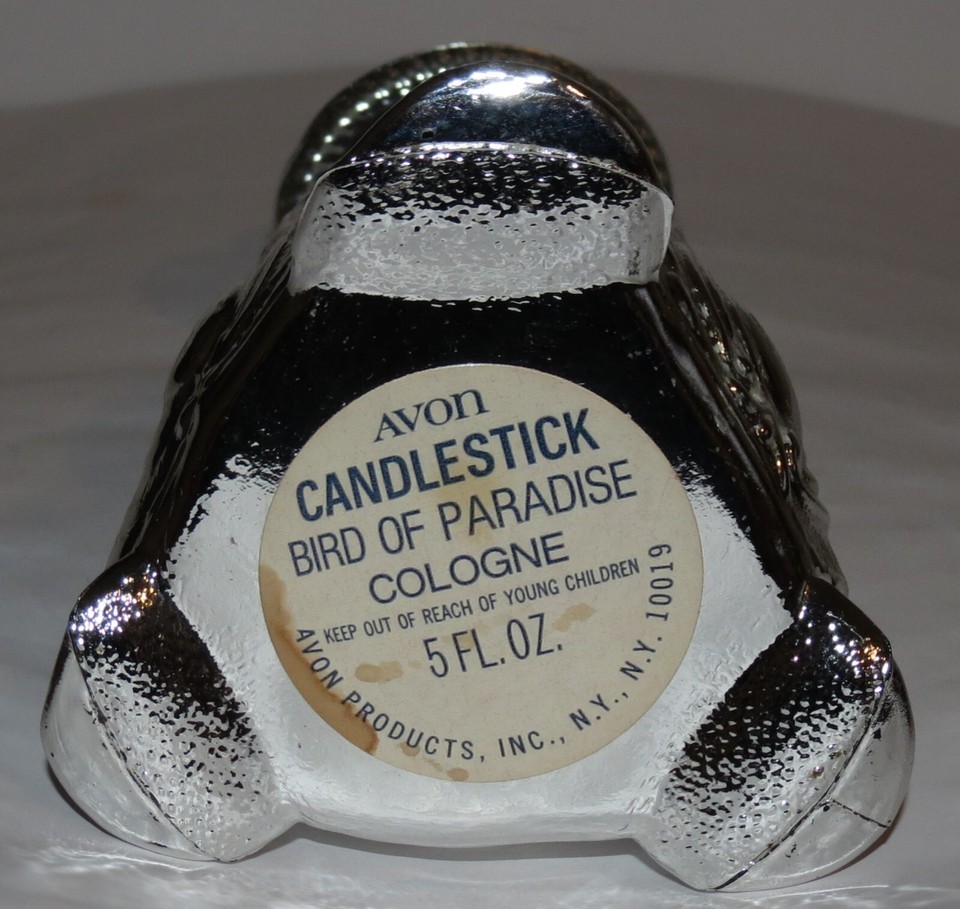 AVON
CANDLESTICK
BIRD OF PARADISE
COLOGNE
KEEP OUT OF REACH OF YOUNG CHILDREN
5 FL. OZ.
AVON PRODUCTS, INC., N.Y., N.Y. 10019